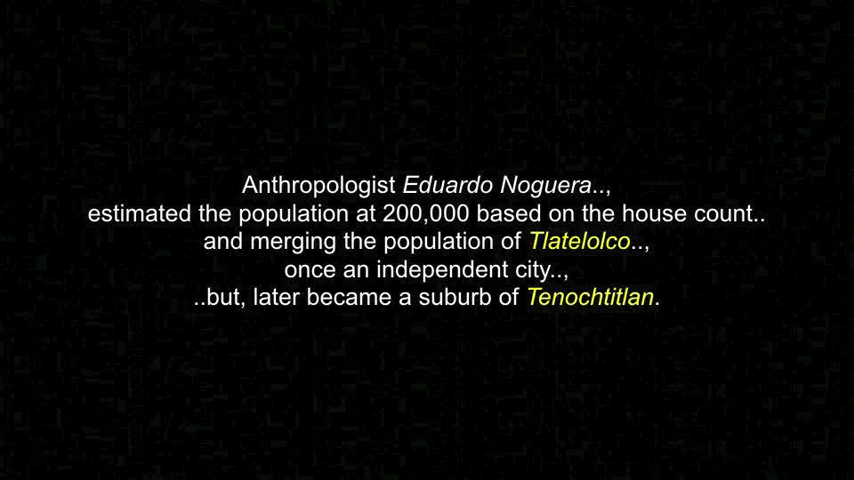 Anthropologist Eduardo Noguera..,
estimated the population at 200,000 based on the house count..
and merging the population of Tlatelolco..,
once an independent city..,
..but, later became a suburb of Tenochtitlan.